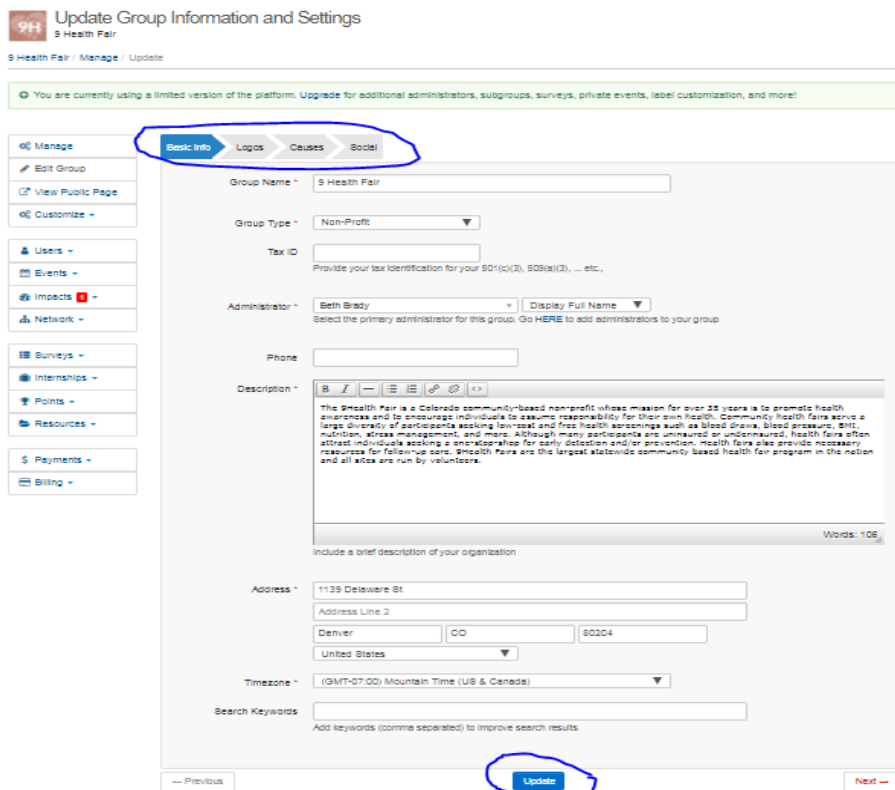 9H
Update Group Information and Settings
9 Health Fair
9 Health Fair / Manage / Update
You are currently using a limited version of the platform. Upgrade for additional administrators, subgroups, surveys, private events, label customization, and more!
Manage
Edit Group
View Public Page
Customize
Users
Events
Impacts 1
Network
Surveys
Internships
Points
Resources
Payments
Billing
Basic Info Logos Causes Social
Group Name * 9 Health Fair
Group Type * Non-Profit
Tax ID
Provide your tax identification for your 501(c)(3), 509(a)(3), ... etc.,
Administrator * Beth Brady Display Full Name
Select the primary administrator for this group. Go HERE to add administrators to your group
Phone
Description * B I
The 9Health Fair is a Colorado community-based non-profit whose mission for over 35 years is to promote health
awareness and to encourage individuals to assume responsibility for their own health. Community health fairs serve a
large diversity of participants seeking low-cost and free health screenings such as blood draws, blood pressure, BMI,
nutrition, stress management, and more. Although many participants are uninsured or underinsured, health fairs often
attract individuals seeking a one-stop-shop for early detection and/or prevention. Health fairs also provide necessary
resources for follow-up care. 9Health Fairs are the largest statewide community based health fair program in the nation
and all sites are run by volunteers.
Words: 106
Include a brief description of your organization
Address * 1139 Delaware St
Address Line 2
Denver CO 80204
United States
Timezone * (GMT-07:00) Mountain Time (US & Canada)
Search Keywords
Add keywords (comma separated) to improve search results
← Previous Update Next →